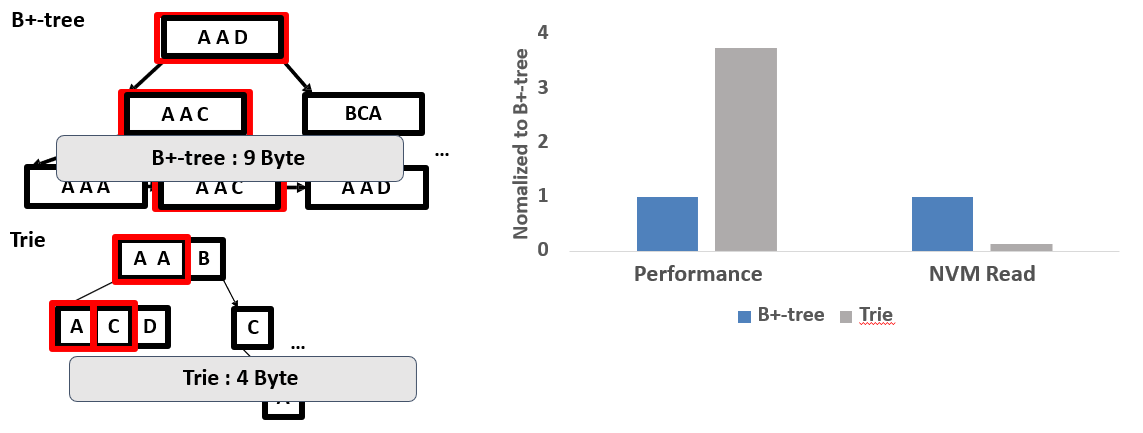 B+-tree
A A D
A A C
BCA
B+-tree : 9 Byte
...
A A A
A A C
A A D
Trie
A A B
A C D
C
...
Trie : 4 Byte
Nomalized to B+-tree
4
3
2
1
0
Performance
NVM Read
B+-tree
Trie